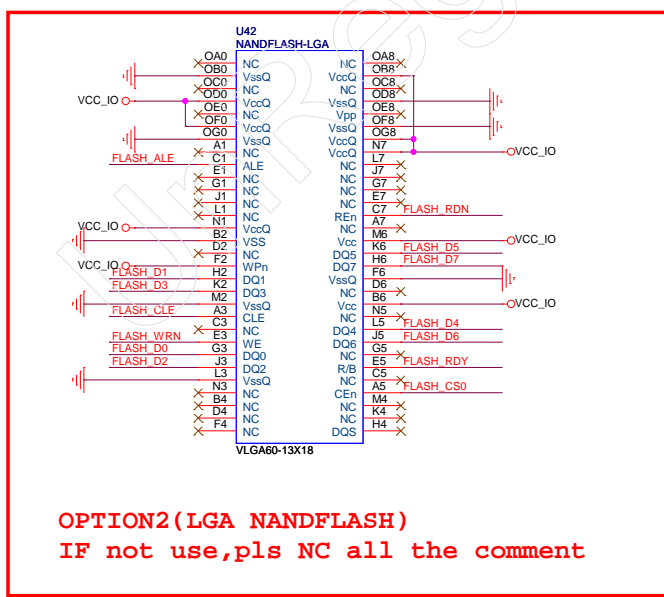 U42
NANDFLASH-LGA
OA0 NC NC OA8
OB0 VssQ VccQ OB8
OC0 NC NC OC8
VCC_IO OD0 VccQ VssQ OD8
OE0 NC Vpp OE8
OF0 VccQ VssQ OF8
OG0 VssQ VccQ OG8
A1 NC VccQ N7 VCC_IO
FLASH_ALE C1 ALE NC L7
E1 NC NC J7
G1 NC NC G7
J1 NC NC E7
L1 NC REn C7 FLASH_RDN
VCC_IO N1 VccQ NC A7
B2 VSS Vcc M6 VCC_IO
D2 NC DQ5 K6 FLASH_D5
VCC_IO F2 WPn DQ7 H6 FLASH_D7
FLASH_D1 H2 DQ1 VssQ F6
FLASH_D3 K2 DQ3 NC D6
M2 VssQ Vcc B6 VCC_IO
FLASH_CLE A3 CLE NC N5
C3 NC DQ4 L5 FLASH_D4
FLASH_WRN E3 WE DQ6 J5 FLASH_D6
FLASH_D0 G3 DQ0 NC G5
FLASH_D2 J3 DQ2 R/B E5 FLASH_RDY
L3 VssQ NC C5
N3 NC CEn A5 FLASH_CS0
B4 NC NC M4
D4 NC NC K4
F4 NC DQS H4
VLGA60-13X18
OPTION2(LGA NANDFLASH)
IF not use,pls NC all the comment